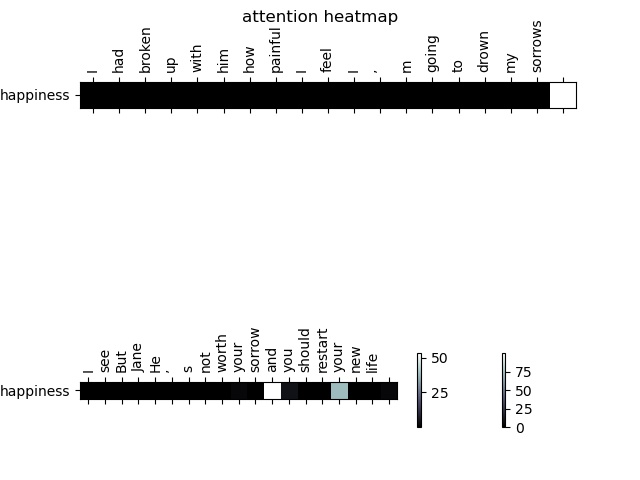 attention heatmap
I had broken up with him how painful I feel I ' m going to drown my sorrows
happiness
I see But Jane He ' s not worth your sorrow and you should restart your new life
happiness
50
25
75
50
25
0